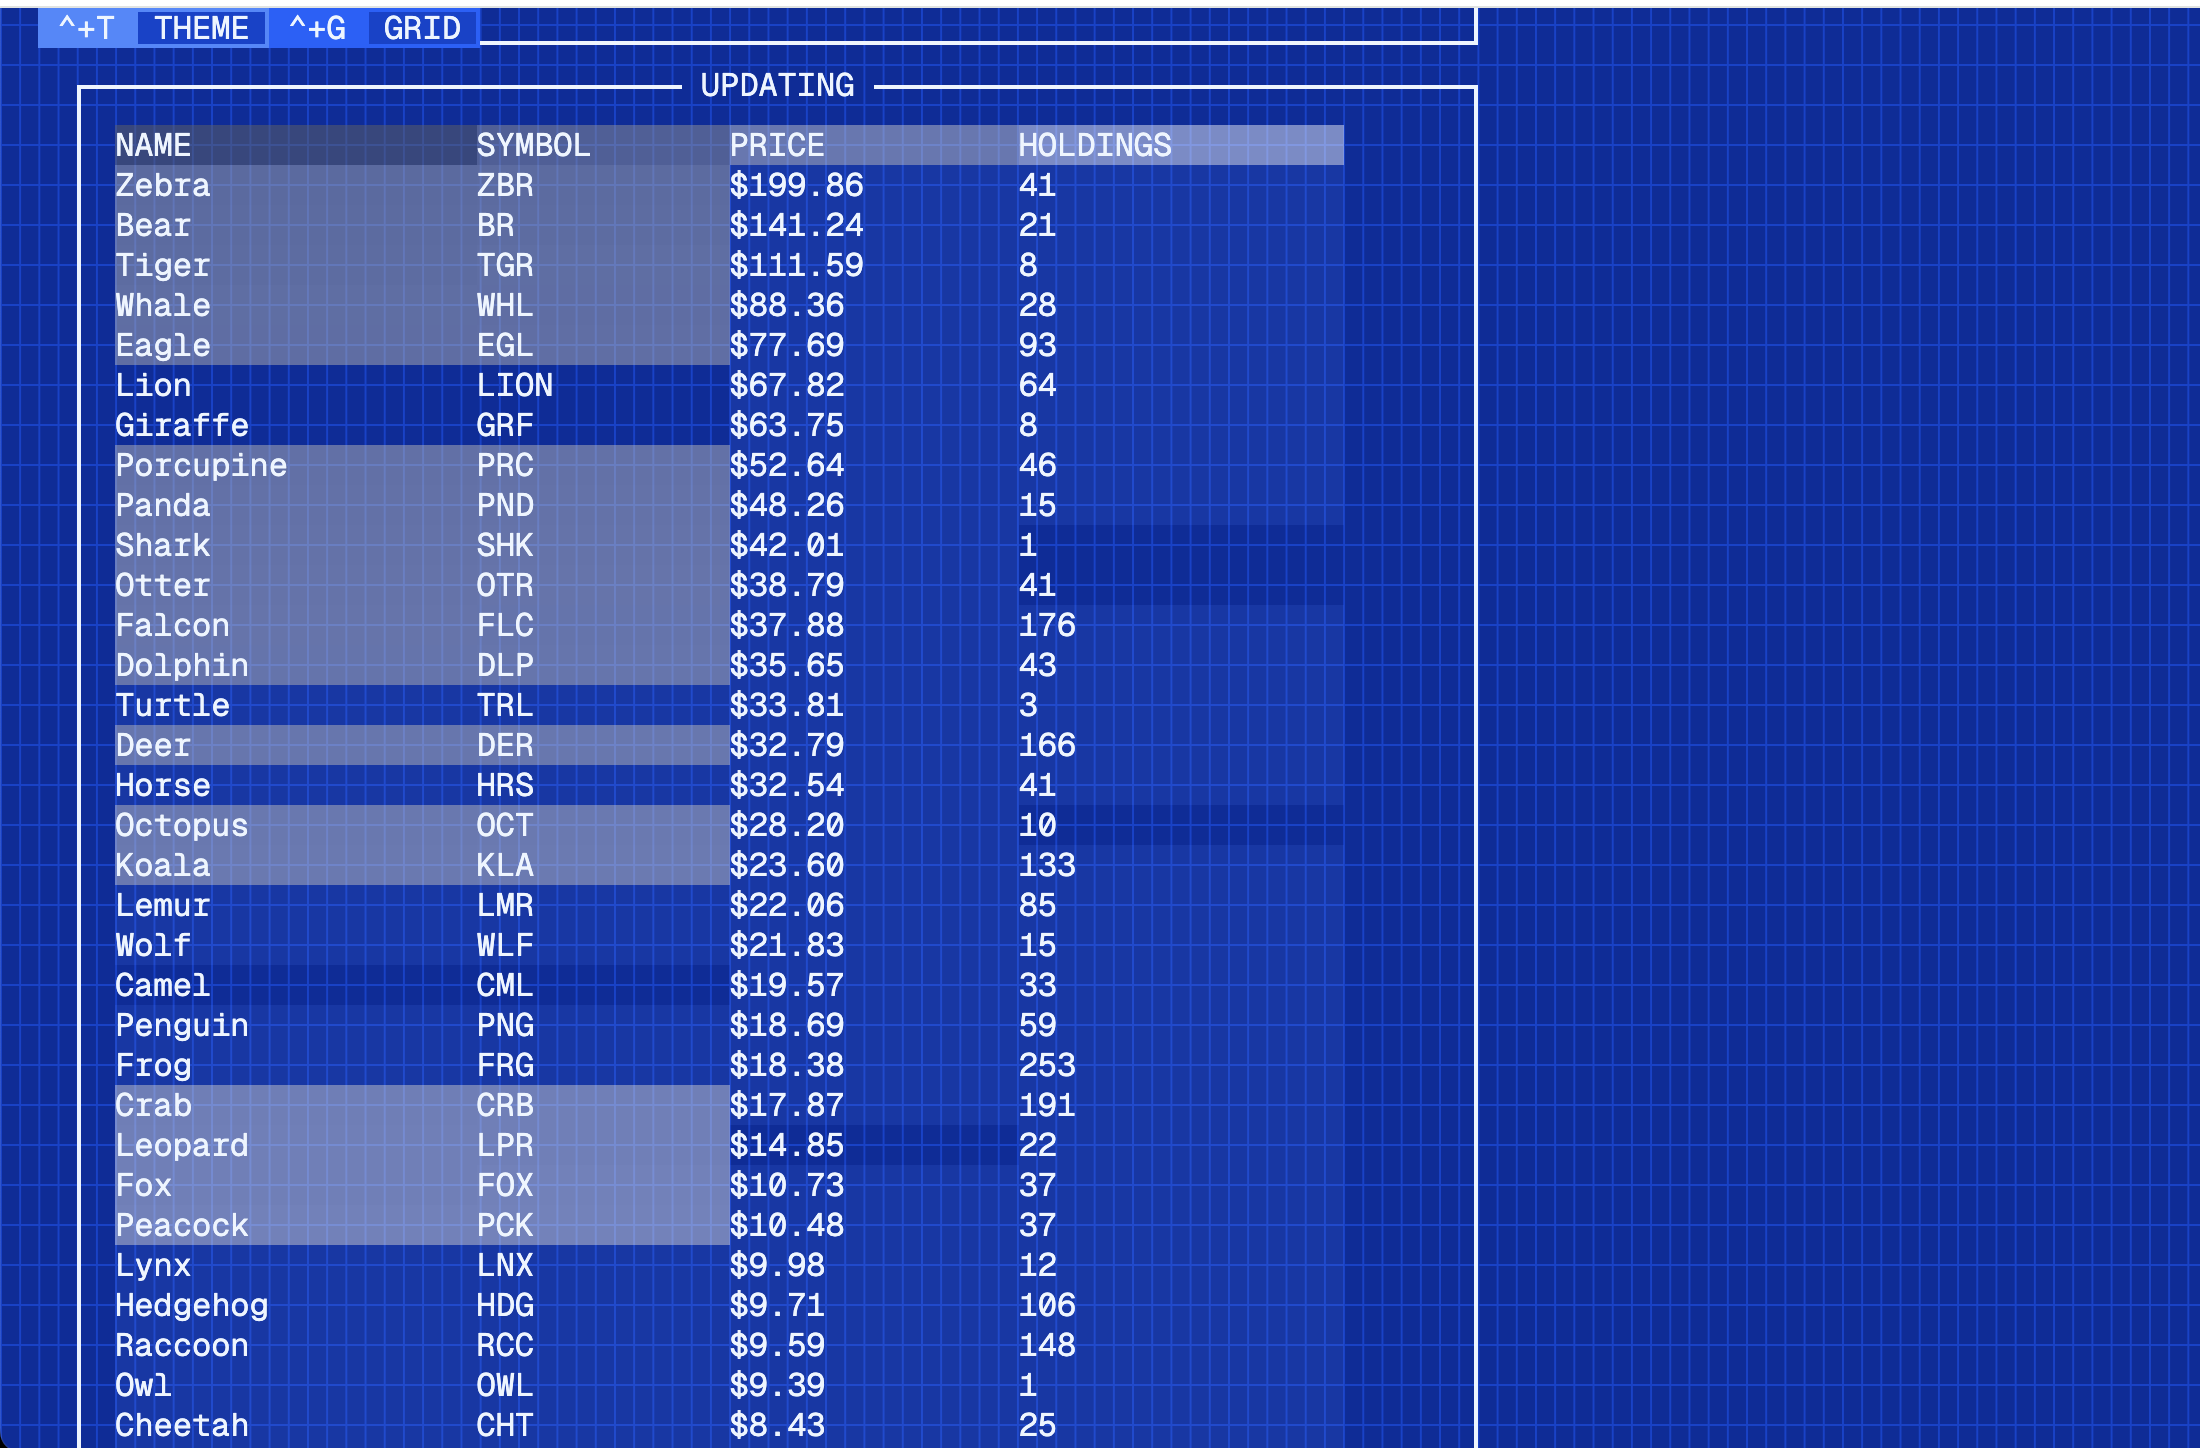 ^+T THEME ^+G GRID
UPDATING
NAME SYMBOL PRICE HOLDINGS
Zebra ZBR $199.86 41
Bear BR $141.24 21
Tiger TGR $111.59 8
Whale WHL $88.36 28
Eagle EGL $77.69 93
Lion LION $67.82 64
Giraffe GRF $63.75 8
Porcupine PRC $52.64 46
Panda PND $48.26 15
Shark SHK $42.01 1
Otter OTR $38.79 41
Falcon FLC $37.88 176
Dolphin DLP $35.65 43
Turtle TRL $33.81 3
Deer DER $32.79 166
Horse HRS $32.54 41
Octopus OCT $28.20 10
Koala KLA $23.60 133
Lemur LMR $22.06 85
Wolf WLF $21.83 15
Camel CML $19.57 33
Penguin PNG $18.69 59
Frog FRG $18.38 253
Crab CRB $17.87 191
Leopard LPR $14.85 22
Fox FOX $10.73 37
Peacock PCK $10.48 37
Lynx LNX $9.98 12
Hedgehog HDG $9.71 106
Raccoon RCC $9.59 148
Owl OWL $9.39 1
Cheetah CHT $8.43 25